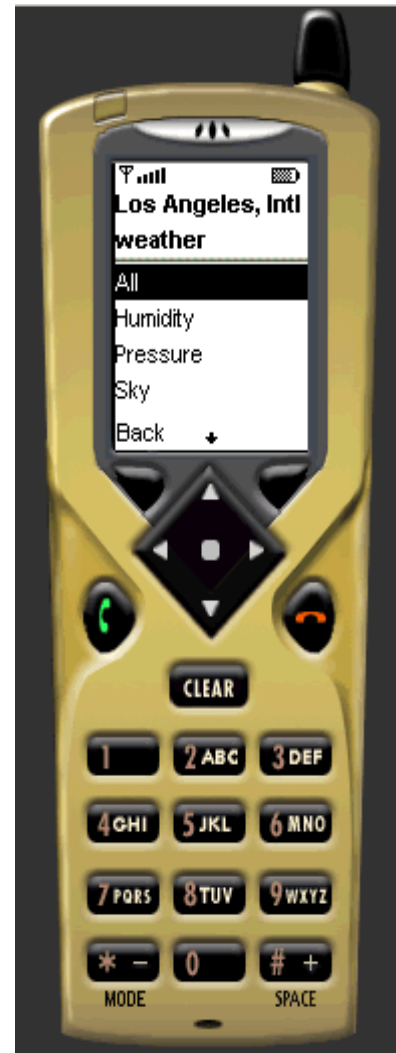 Los Angeles, Intl
weather
All
Humidity
Pressure
Sky
Back
CLEAR
1 2 ABC 3 DEF
4 GHI 5 JKL 6 MNO
7 PQRS 8 TUV 9 WXYZ
* - 0 # +
MODE SPACE